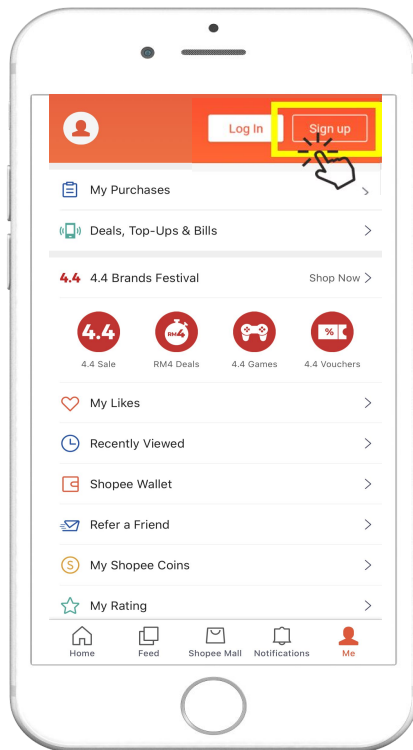 Log In Sign up
My Purchases
Deals, Top-Ups & Bills
4.4 4.4 Brands Festival Shop Now
4.4 RM4 %
4.4 Sale RM4 Deals 4.4 Games 4.4 Vouchers
My Likes
Recently Viewed
Shopee Wallet
Refer a Friend
S My Shopee Coins
My Rating
Home Feed Shopee Mall Notifications Me